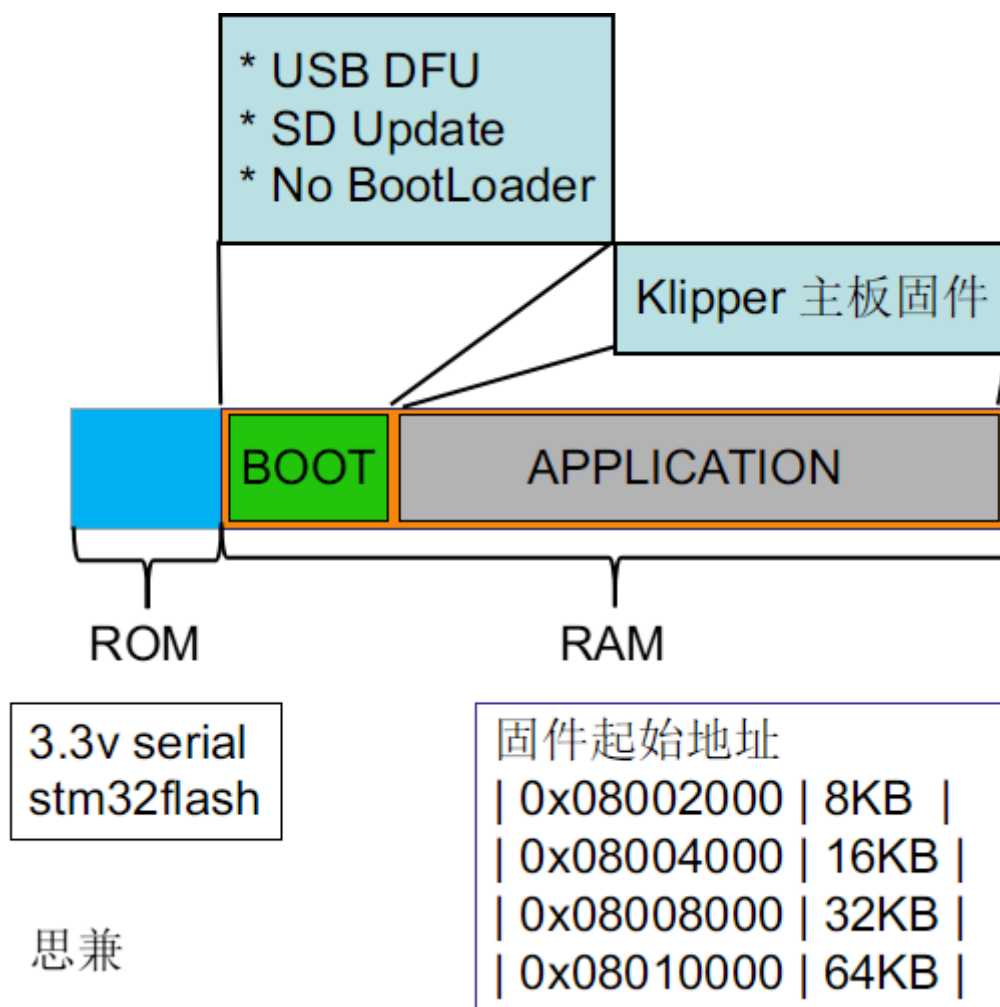 * USB DFU
* SD Update
* No BootLoader
Klipper 主板固件
BOOT
APPLICATION
ROM
RAM
3.3v serial
stm32flash
固件起始地址
| 0x08002000 | 8KB |
| 0x08004000 | 16KB |
| 0x08008000 | 32KB |
| 0x08010000 | 64KB |
思兼